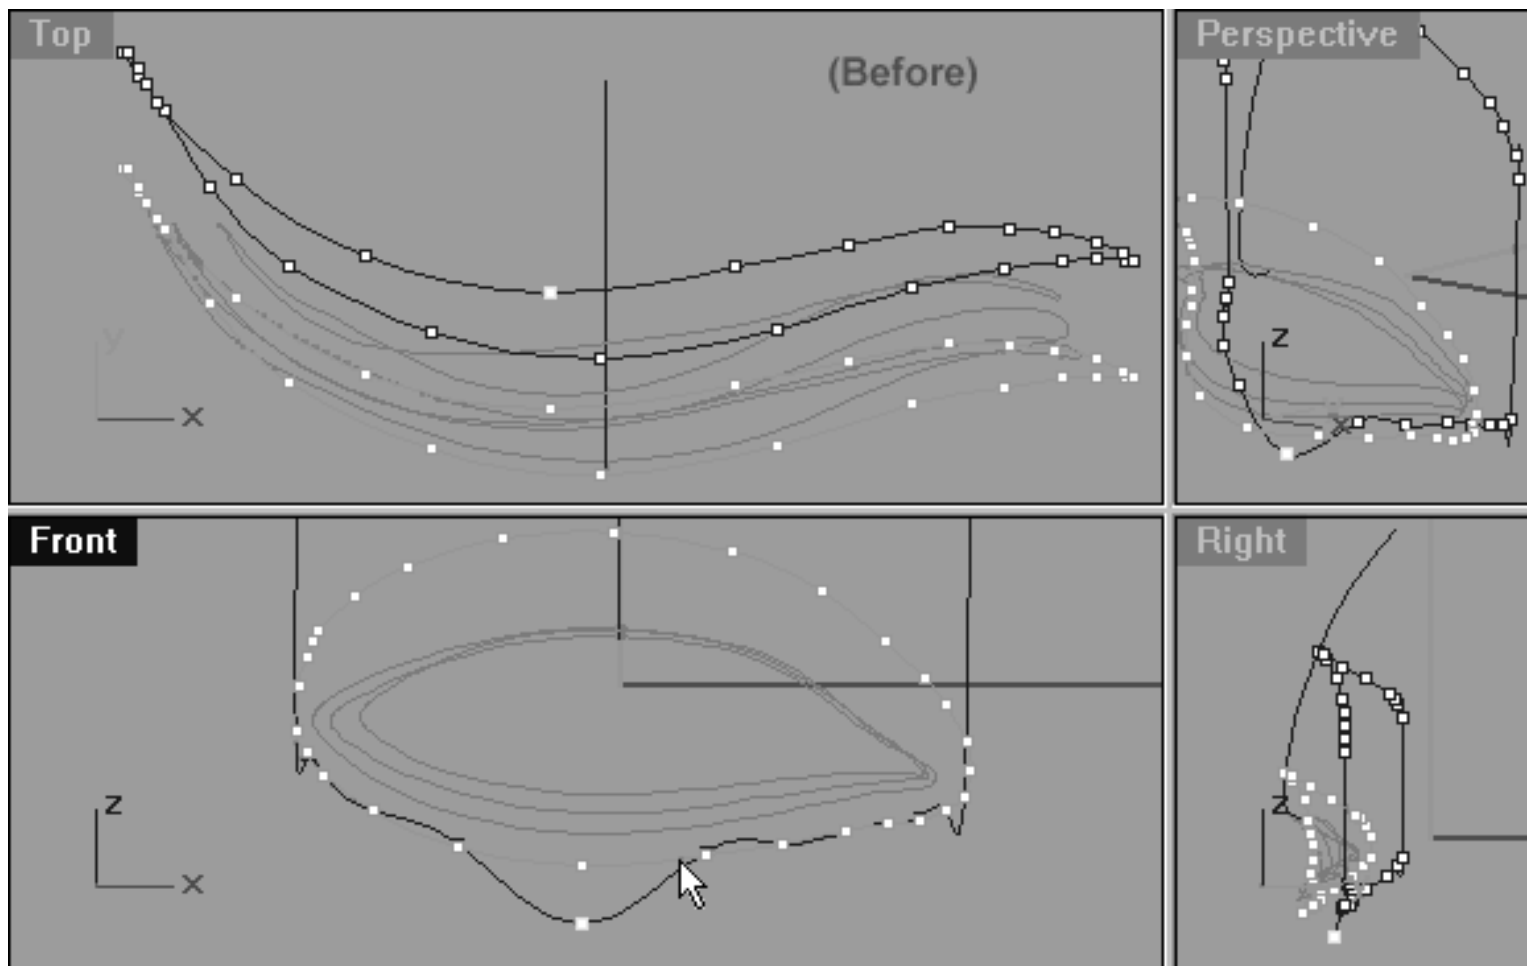 Top
(Before)
y
x
Perspective
z
x
Front
z
x
Right
z
x